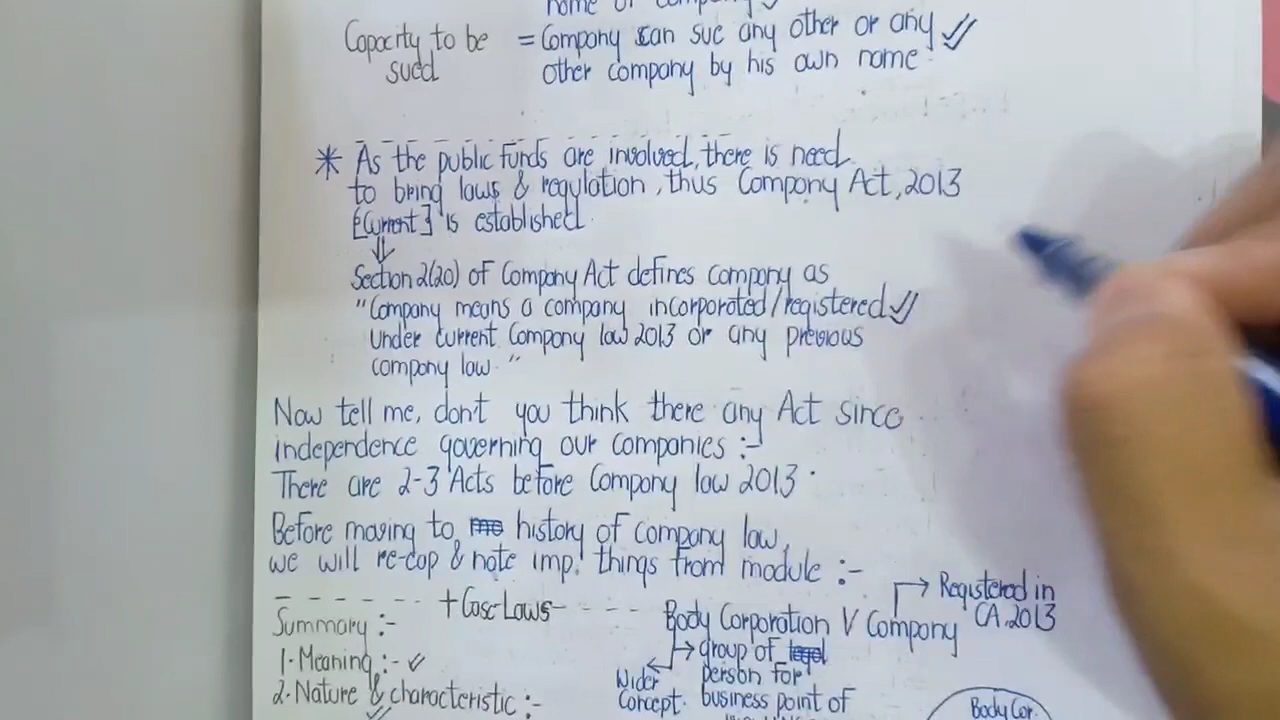 name of company
Capacity to be
sued
= Company can sue any other or any
other company by his own name.
* As the public funds are involved, there is need
to bring laws & regulation, thus Company Act, 2013
[Current] is established.
Section 2(20) of Company Act defines company as
"Company means a company incorporated/registered
under current Company law 2013 or any previous
company law."
Now tell me, don't you think there any Act since
independence governing our companies :-
There are 2-3 Acts before Company law 2013.
Before moving to history of company law,
we will re-cap & note imp. things from module :-
+ Case Laws
Summary :-
1. Meaning :- ✓
2. Nature & characteristic :-
Body Corporation V Company
→ Registered in
CA.2013
→ group of legal
person for
business point of
Wider
Concept.
Body Cor.